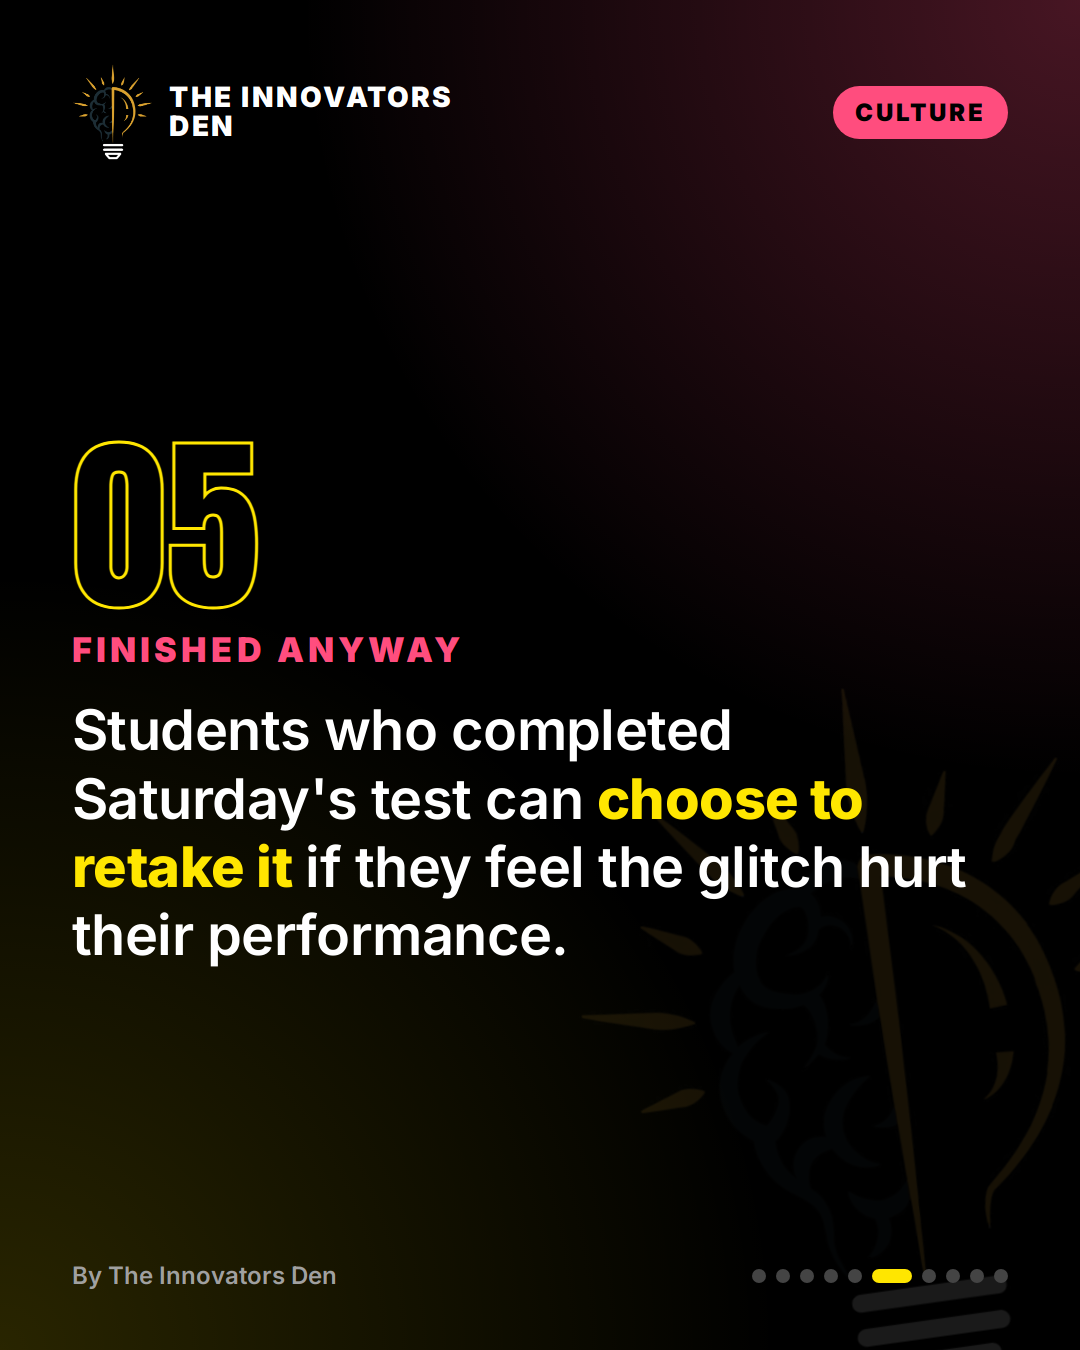 THE INNOVATORS
DEN
CULTURE
05
FINISHED ANYWAY
Students who completed
Saturday's test can choose to
retake it if they feel the glitch hurt
their performance.
By The Innovators Den